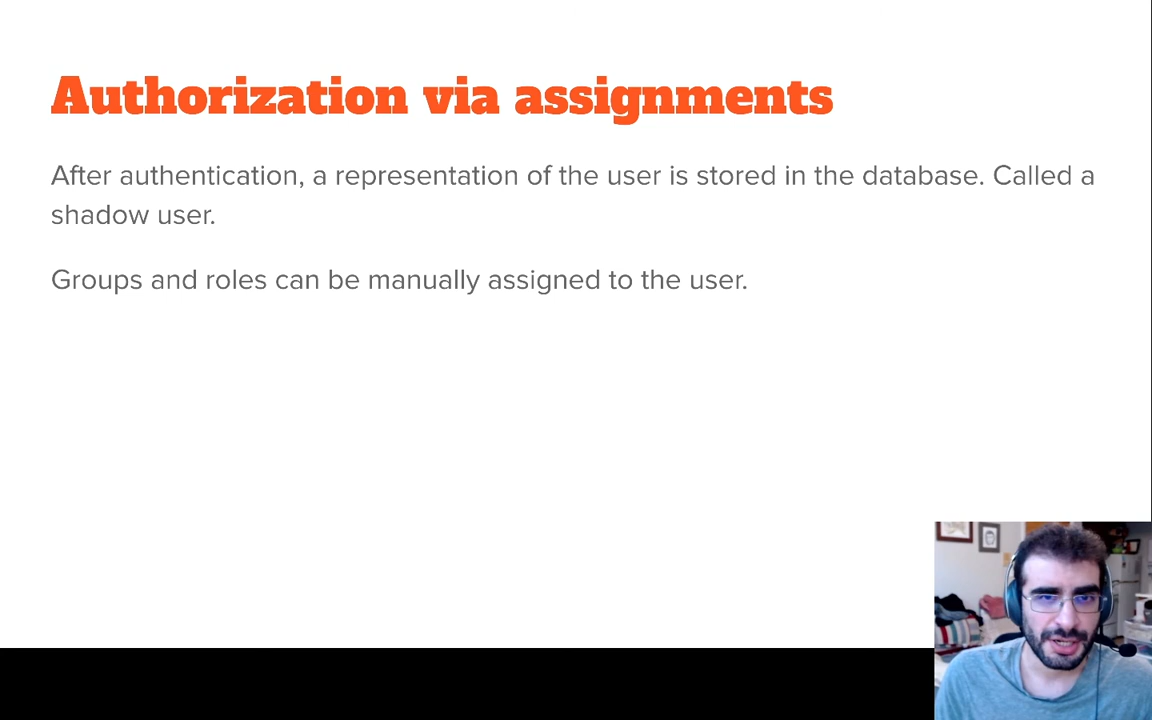 Authorization via assignments
After authentication, a representation of the user is stored in the database. Called a
shadow user.
Groups and roles can be manually assigned to the user.